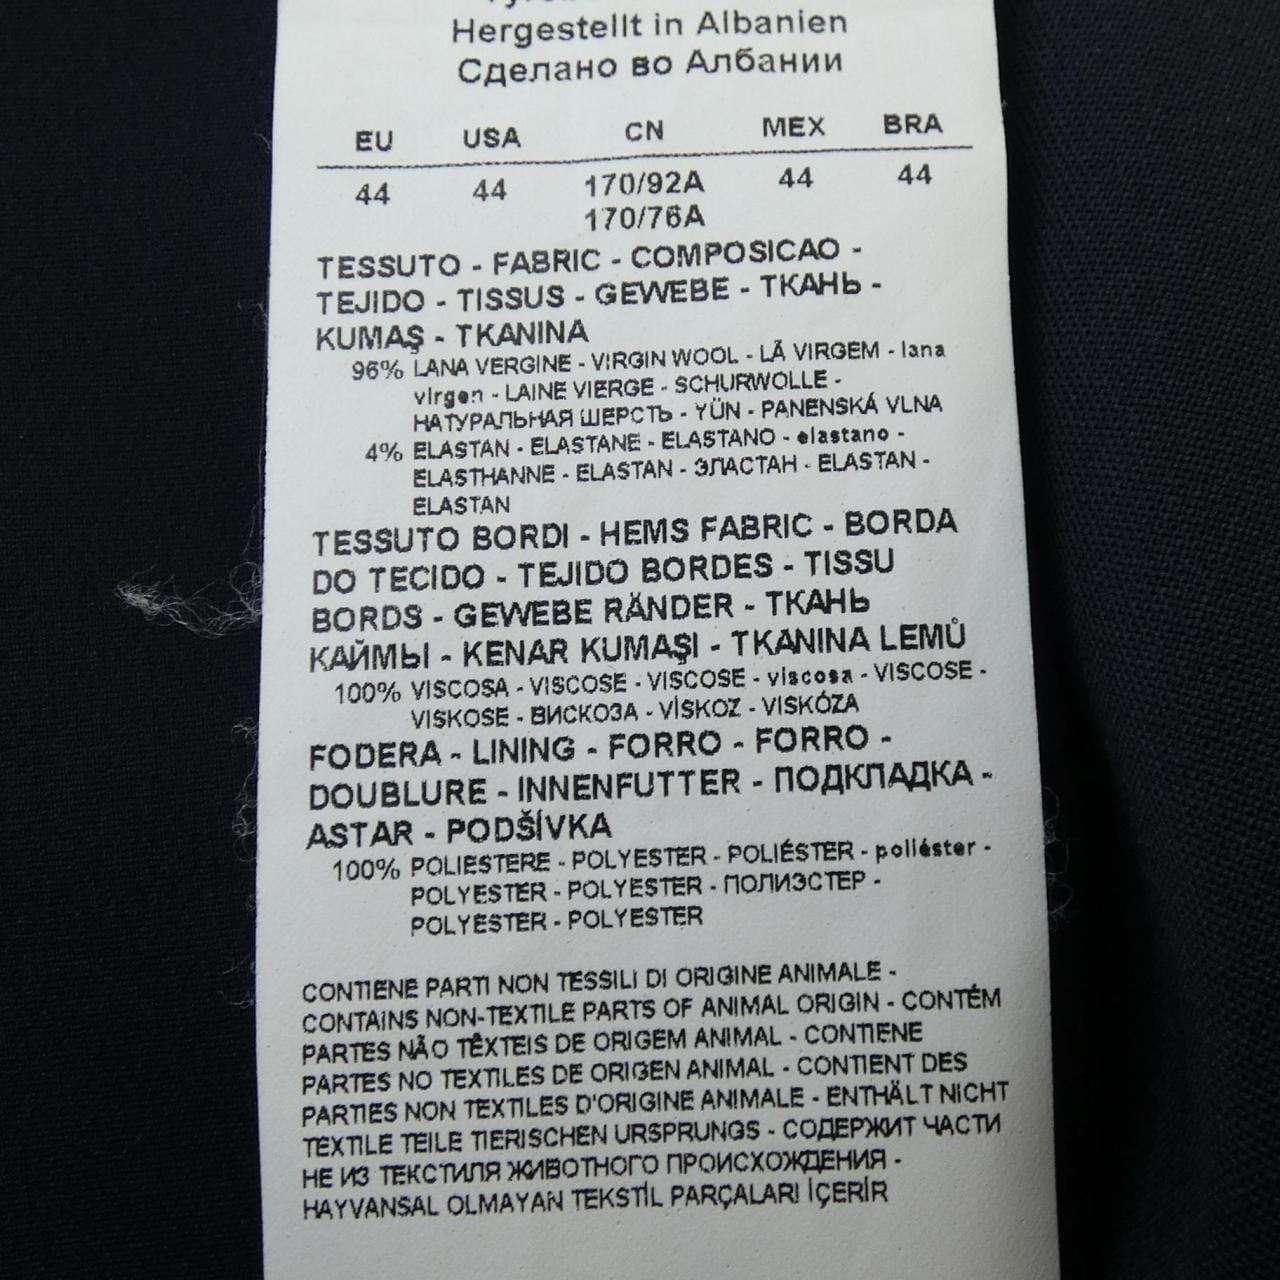 Hergestellt in Albanien
Сделано во Албании
EU USA CN MEX BRA
44 44 170/92A 44 44
170/76A
TESSUTO - FABRIC - COMPOSICAO -
TEJIDO - TISSUS - GEWEBE - ТКАНЬ -
KUMAŞ - TKANINA
96% LANA VERGINE - VIRGIN WOOL - LÃ VIRGEM - lana
virgen - LAINE VIERGE - SCHURWOLLE -
НАТУРАЛЬНАЯ ШЕРСТЬ - YÜN - PANENSKÁ VLNA
4% ELASTAN - ELASTANE - ELASTANO - elastano -
ELASTHANNE - ELASTAN - ЭЛАСТАН - ELASTAN -
ELASTAN
TESSUTO BORDI - HEMS FABRIC - BORDA
DO TECIDO - TEJIDO BORDES - TISSU
BORDS - GEWEBE RÄNDER - ТКАНЬ
КАЙМЫ - KENAR KUMAŞI - TKANINA LEMŮ
100% VISCOSA - VISCOSE - VISCOSE - viscosa - VISCOSE -
VISKOSE - ВИСКОЗА - VİSKOZ - VISKÓZA
FODERA - LINING - FORRO - FORRO -
DOUBLURE - INNENFUTTER - ПОДКЛАДКА -
ASTAR - PODŠÍVKA
100% POLIESTERE - POLYESTER - POLIÉSTER - poliéster -
POLYESTER - POLYESTER - ПОЛИЭСТЕР -
POLYESTER - POLYESTER
CONTIENE PARTI NON TESSILI DI ORIGINE ANIMALE -
CONTAINS NON-TEXTILE PARTS OF ANIMAL ORIGIN - CONTÉM
PARTES NÃO TÊXTEIS DE ORIGEM ANIMAL - CONTIENE
PARTES NO TEXTILES DE ORIGEN ANIMAL - CONTIENT DES
PARTIES NON TEXTILES D'ORIGINE ANIMALE - ENTHÄLT NICHT
TEXTILE TEILE TIERISCHEN URSPRUNGS - СОДЕРЖИТ ЧАСТИ
НЕ ИЗ ТЕКСТИЛЯ ЖИВОТНОГО ПРОИСХОЖДЕНИЯ -
HAYVANSAL OLMAYAN TEKSTİL PARÇALARI İÇERİR